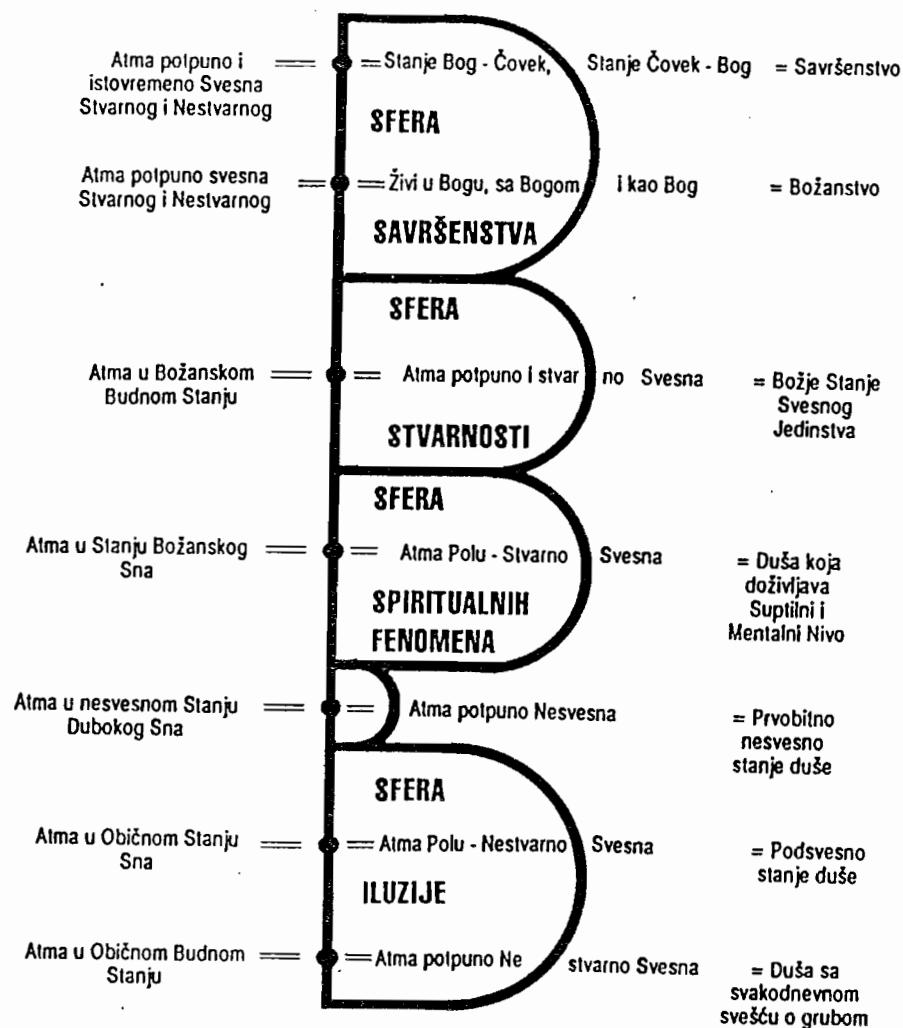 Atma potpuno i istovremeno Svesna Stvarnog i Nestvarnog
= Stanje Bog - Čovek, Stanje Čovek - Bog = Savršenstvo
SFERA
Atma potpuno svesna Stvarnog i Nestvarnog
= Živi u Bogu, sa Bogom i kao Bog = Božanstvo
SAVRŠENSTVA
SFERA
Atma u Božanskom Budnom Stanju
= Atma potpuno i stvar no Svesna = Božje Stanje Svesnog Jedinstva
STVARNOSTI
SFERA
Atma u Stanju Božanskog Sna
= Atma Polu - Stvarno Svesna = Duša koja doživljava Suptilni i Mentalni Nivo
SPIRITUALNIH
FENOMENA
Atma u nesvesnom Stanju Dubokog Sna
= Atma potpuno Nesvesna = Prvobitno nesvesno stanje duše
SFERA
Atma u Običnom Stanju Sna
= Atma Polu - Nestvarno Svesna = Podsvesno stanje duše
ILUZIJE
Atma u Običnom Budnom Stanju
= Atma potpuno Ne stvarno Svesna = Duša sa svakodnevnom svešću o grubom